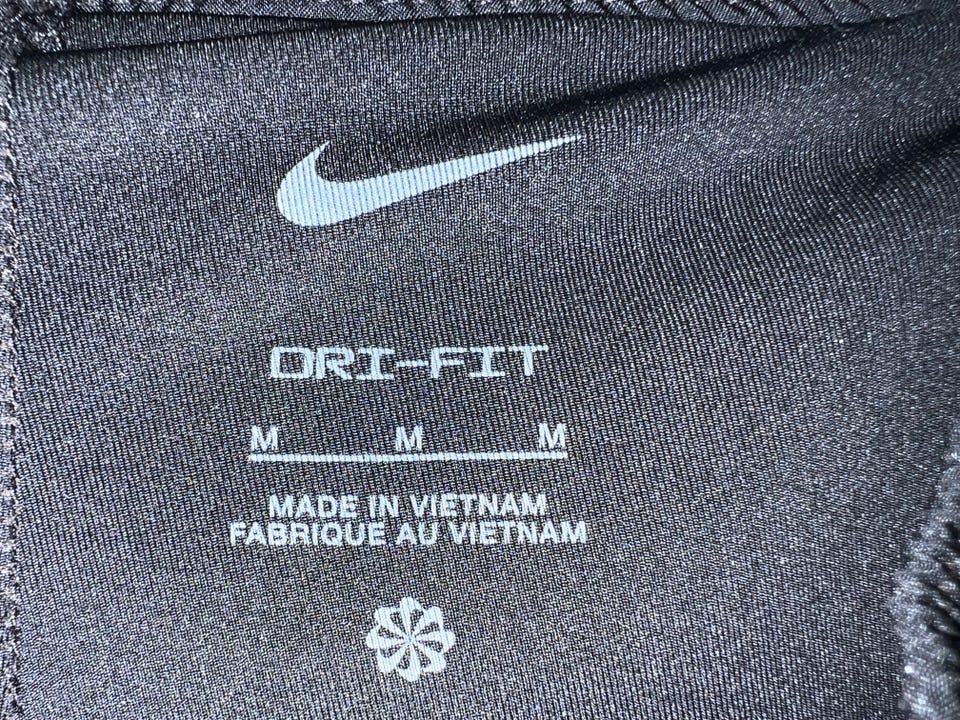 DRI-FIT
M M M
MADE IN VIETNAM
FABRIQUE AU VIETNAM